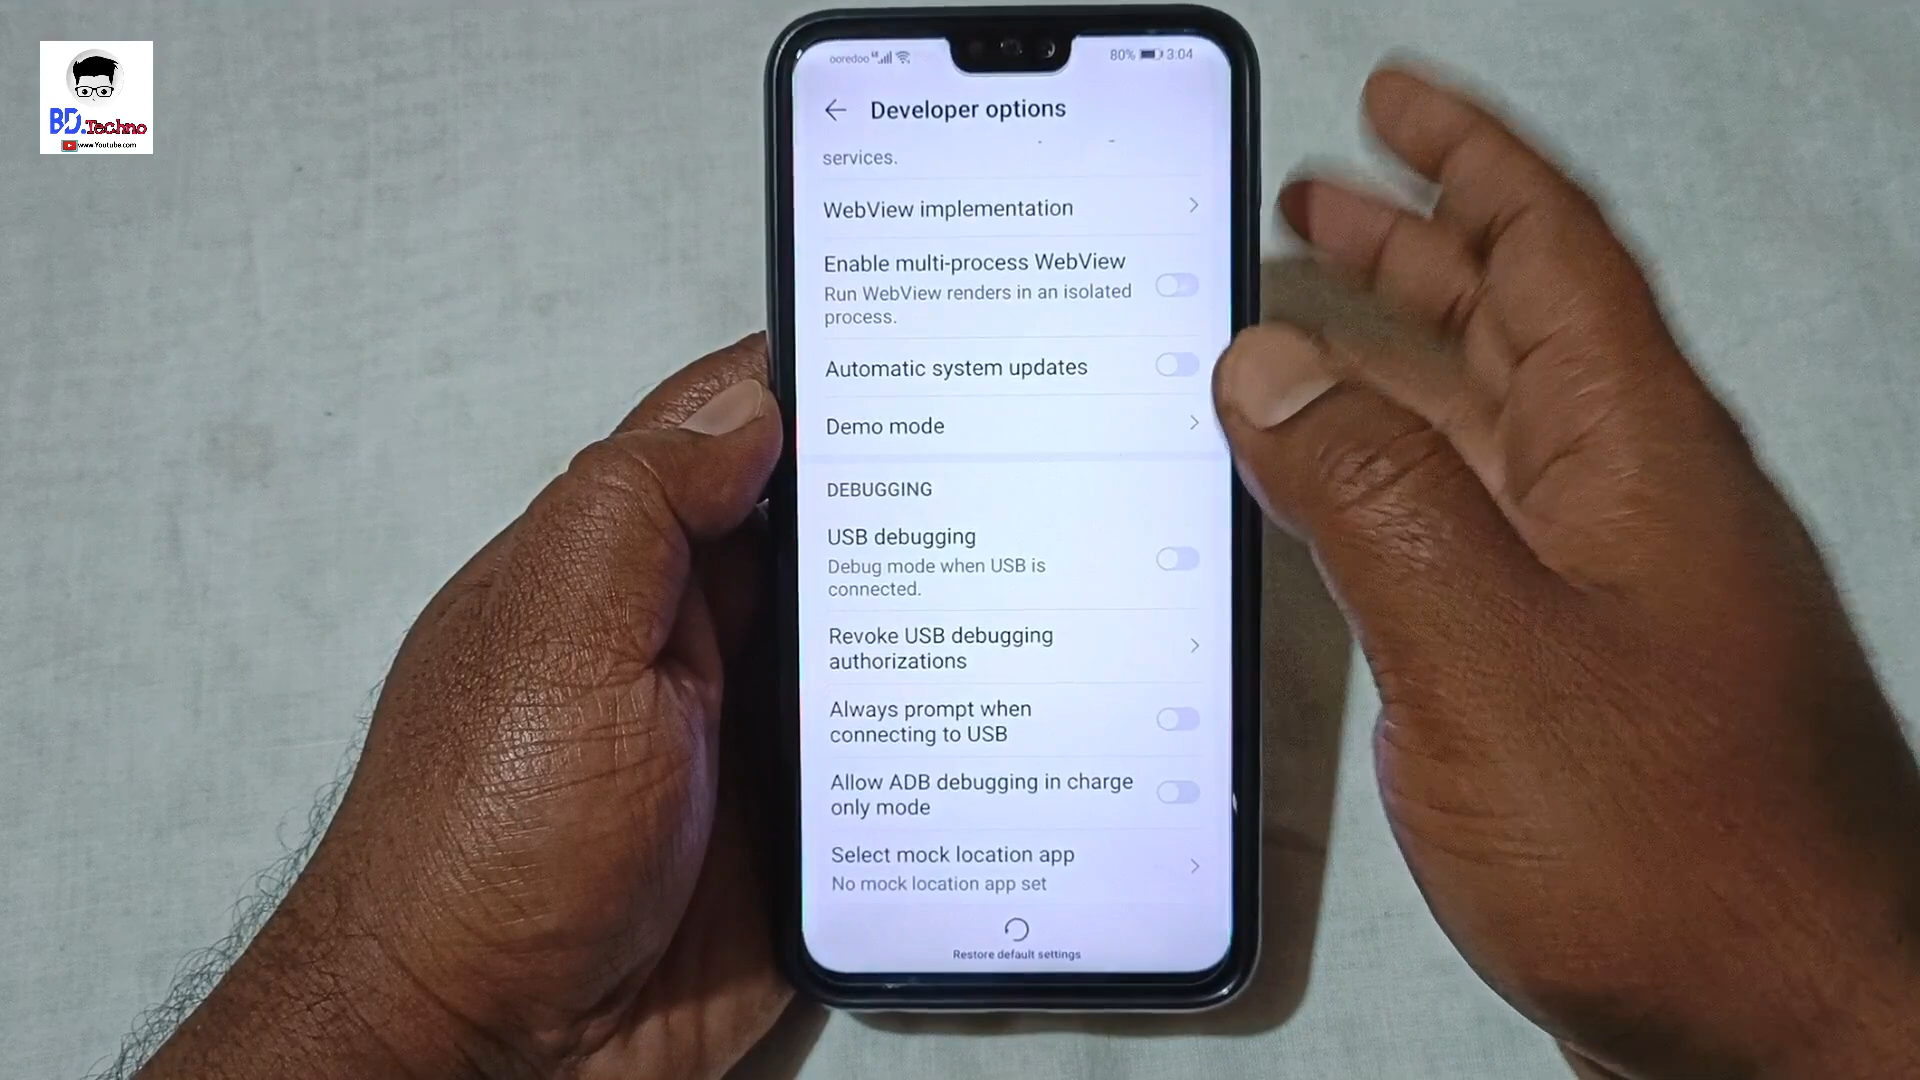 BD.Techno
www.Youtube.com
ooredoo 80% 3:04
Developer options
services.
WebView implementation
Enable multi-process WebView
Run WebView renders in an isolated
process.
Automatic system updates
Demo mode
DEBUGGING
USB debugging
Debug mode when USB is
connected.
Revoke USB debugging
authorizations
Always prompt when
connecting to USB
Allow ADB debugging in charge
only mode
Select mock location app
No mock location app set
Restore default settings